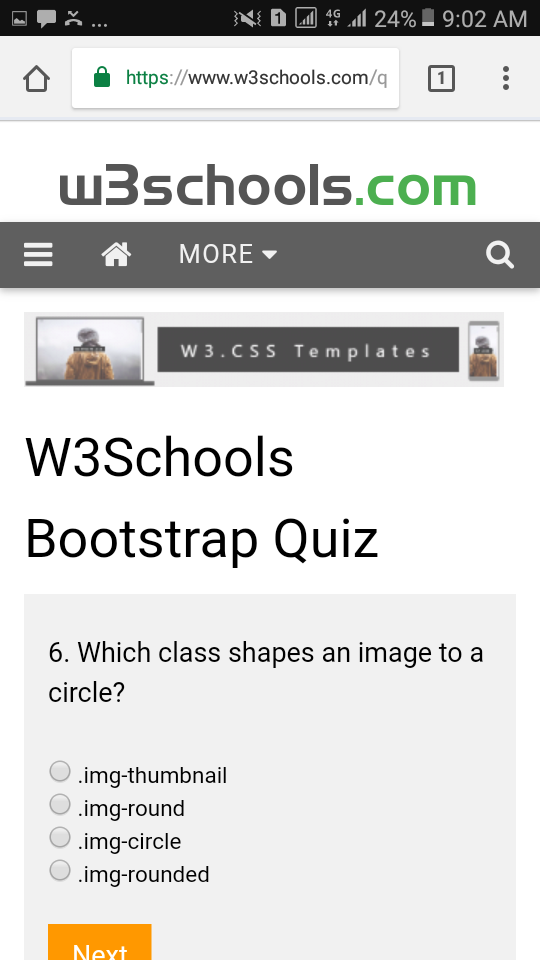 ... 1 4G 24% 9:02 AM
https://www.w3schools.com/q 1
w3schools.com
MORE
W3.CSS Templates
W3Schools
Bootstrap Quiz
6. Which class shapes an image to a
circle?
.img-thumbnail
.img-round
.img-circle
.img-rounded
Next